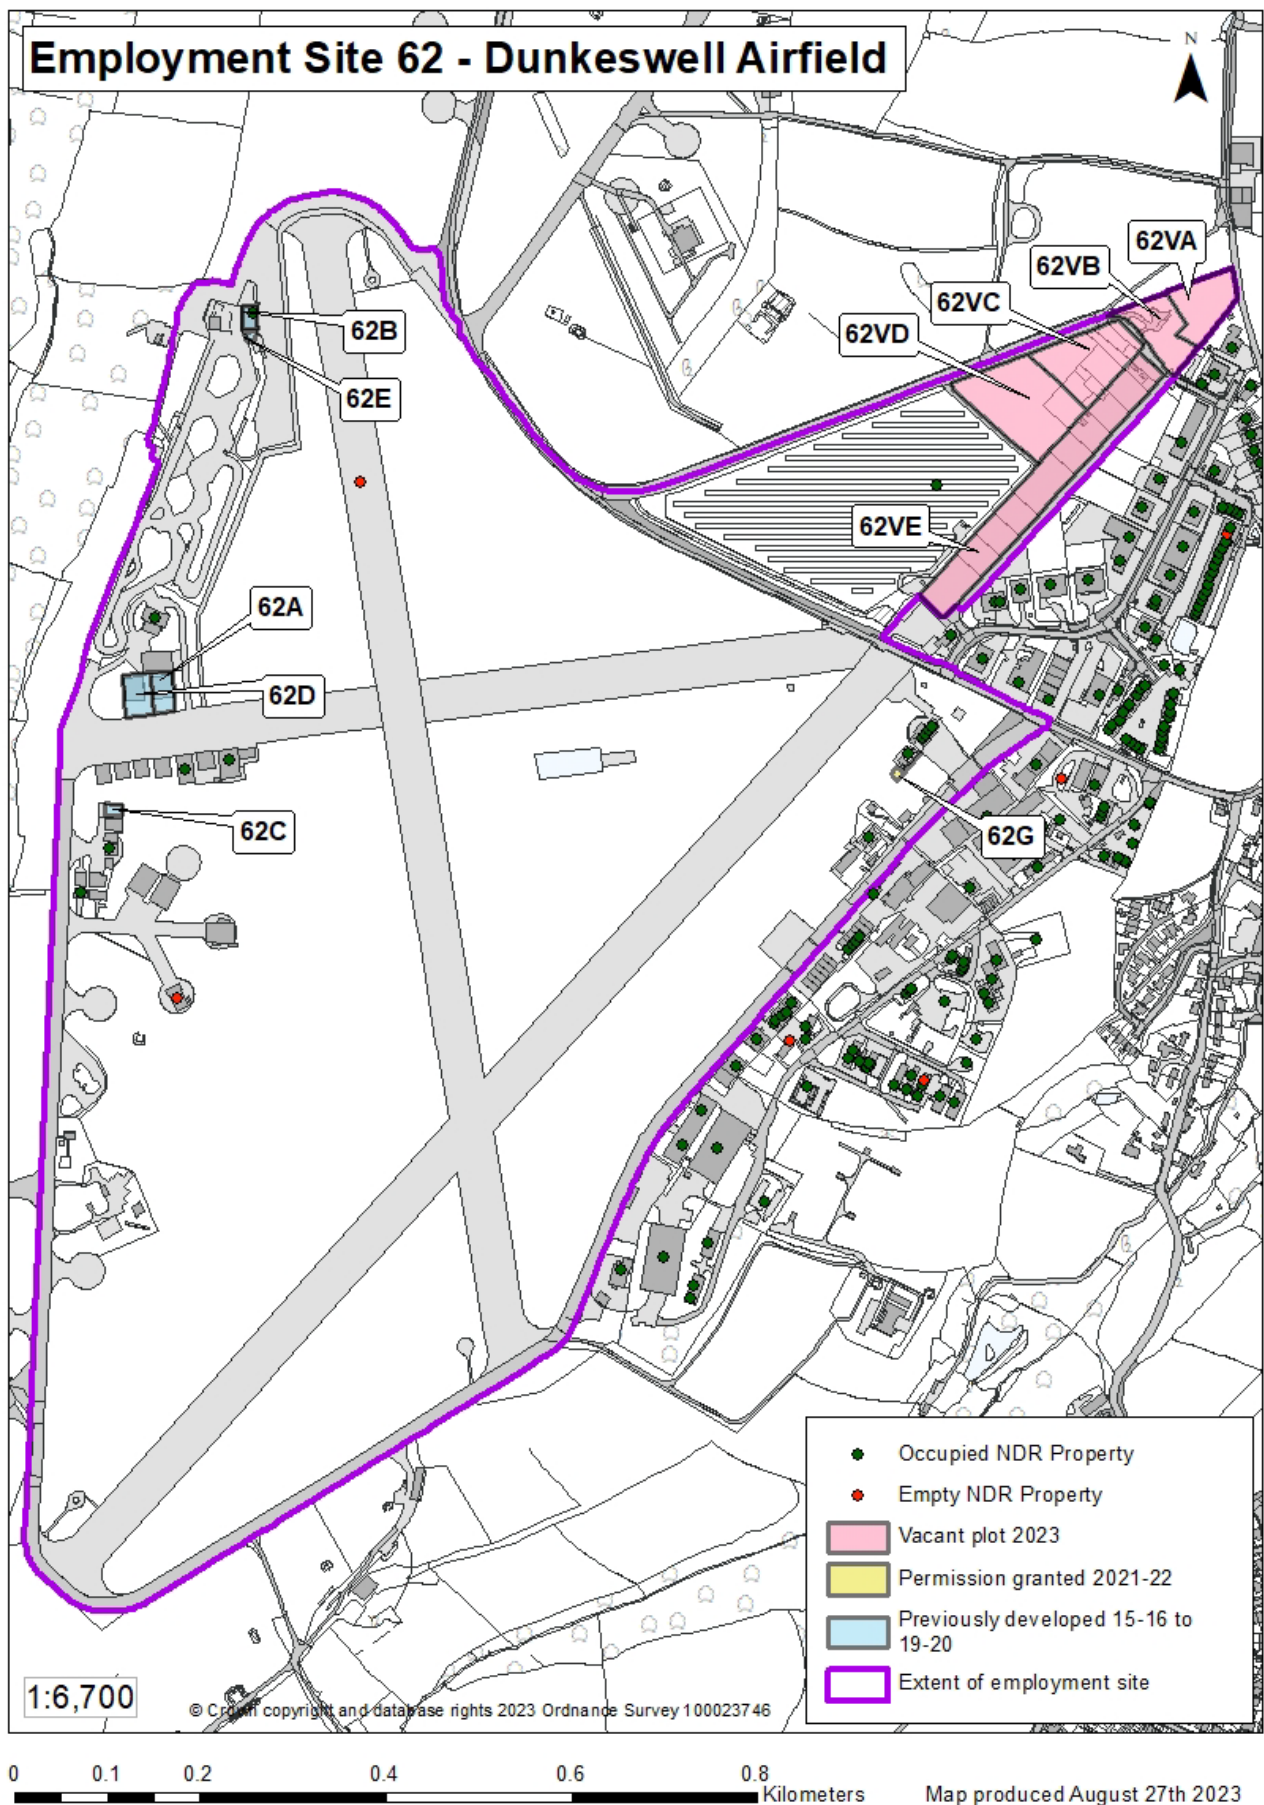 Employment Site 62 - Dunkeswell Airfield
N
62VA
62VB
62VC
62VD
62B
62E
62VE
62A
62D
62C
62G
Occupied NDR Property
Empty NDR Property
Vacant plot 2023
Permission granted 2021-22
Previously developed 15-16 to
19-20
Extent of employment site
1:6,700
© Crown copyright and database rights 2023 Ordnance Survey 100023746
0 0.1 0.2 0.4 0.6 0.8
Kilometers
Map produced August 27th 2023